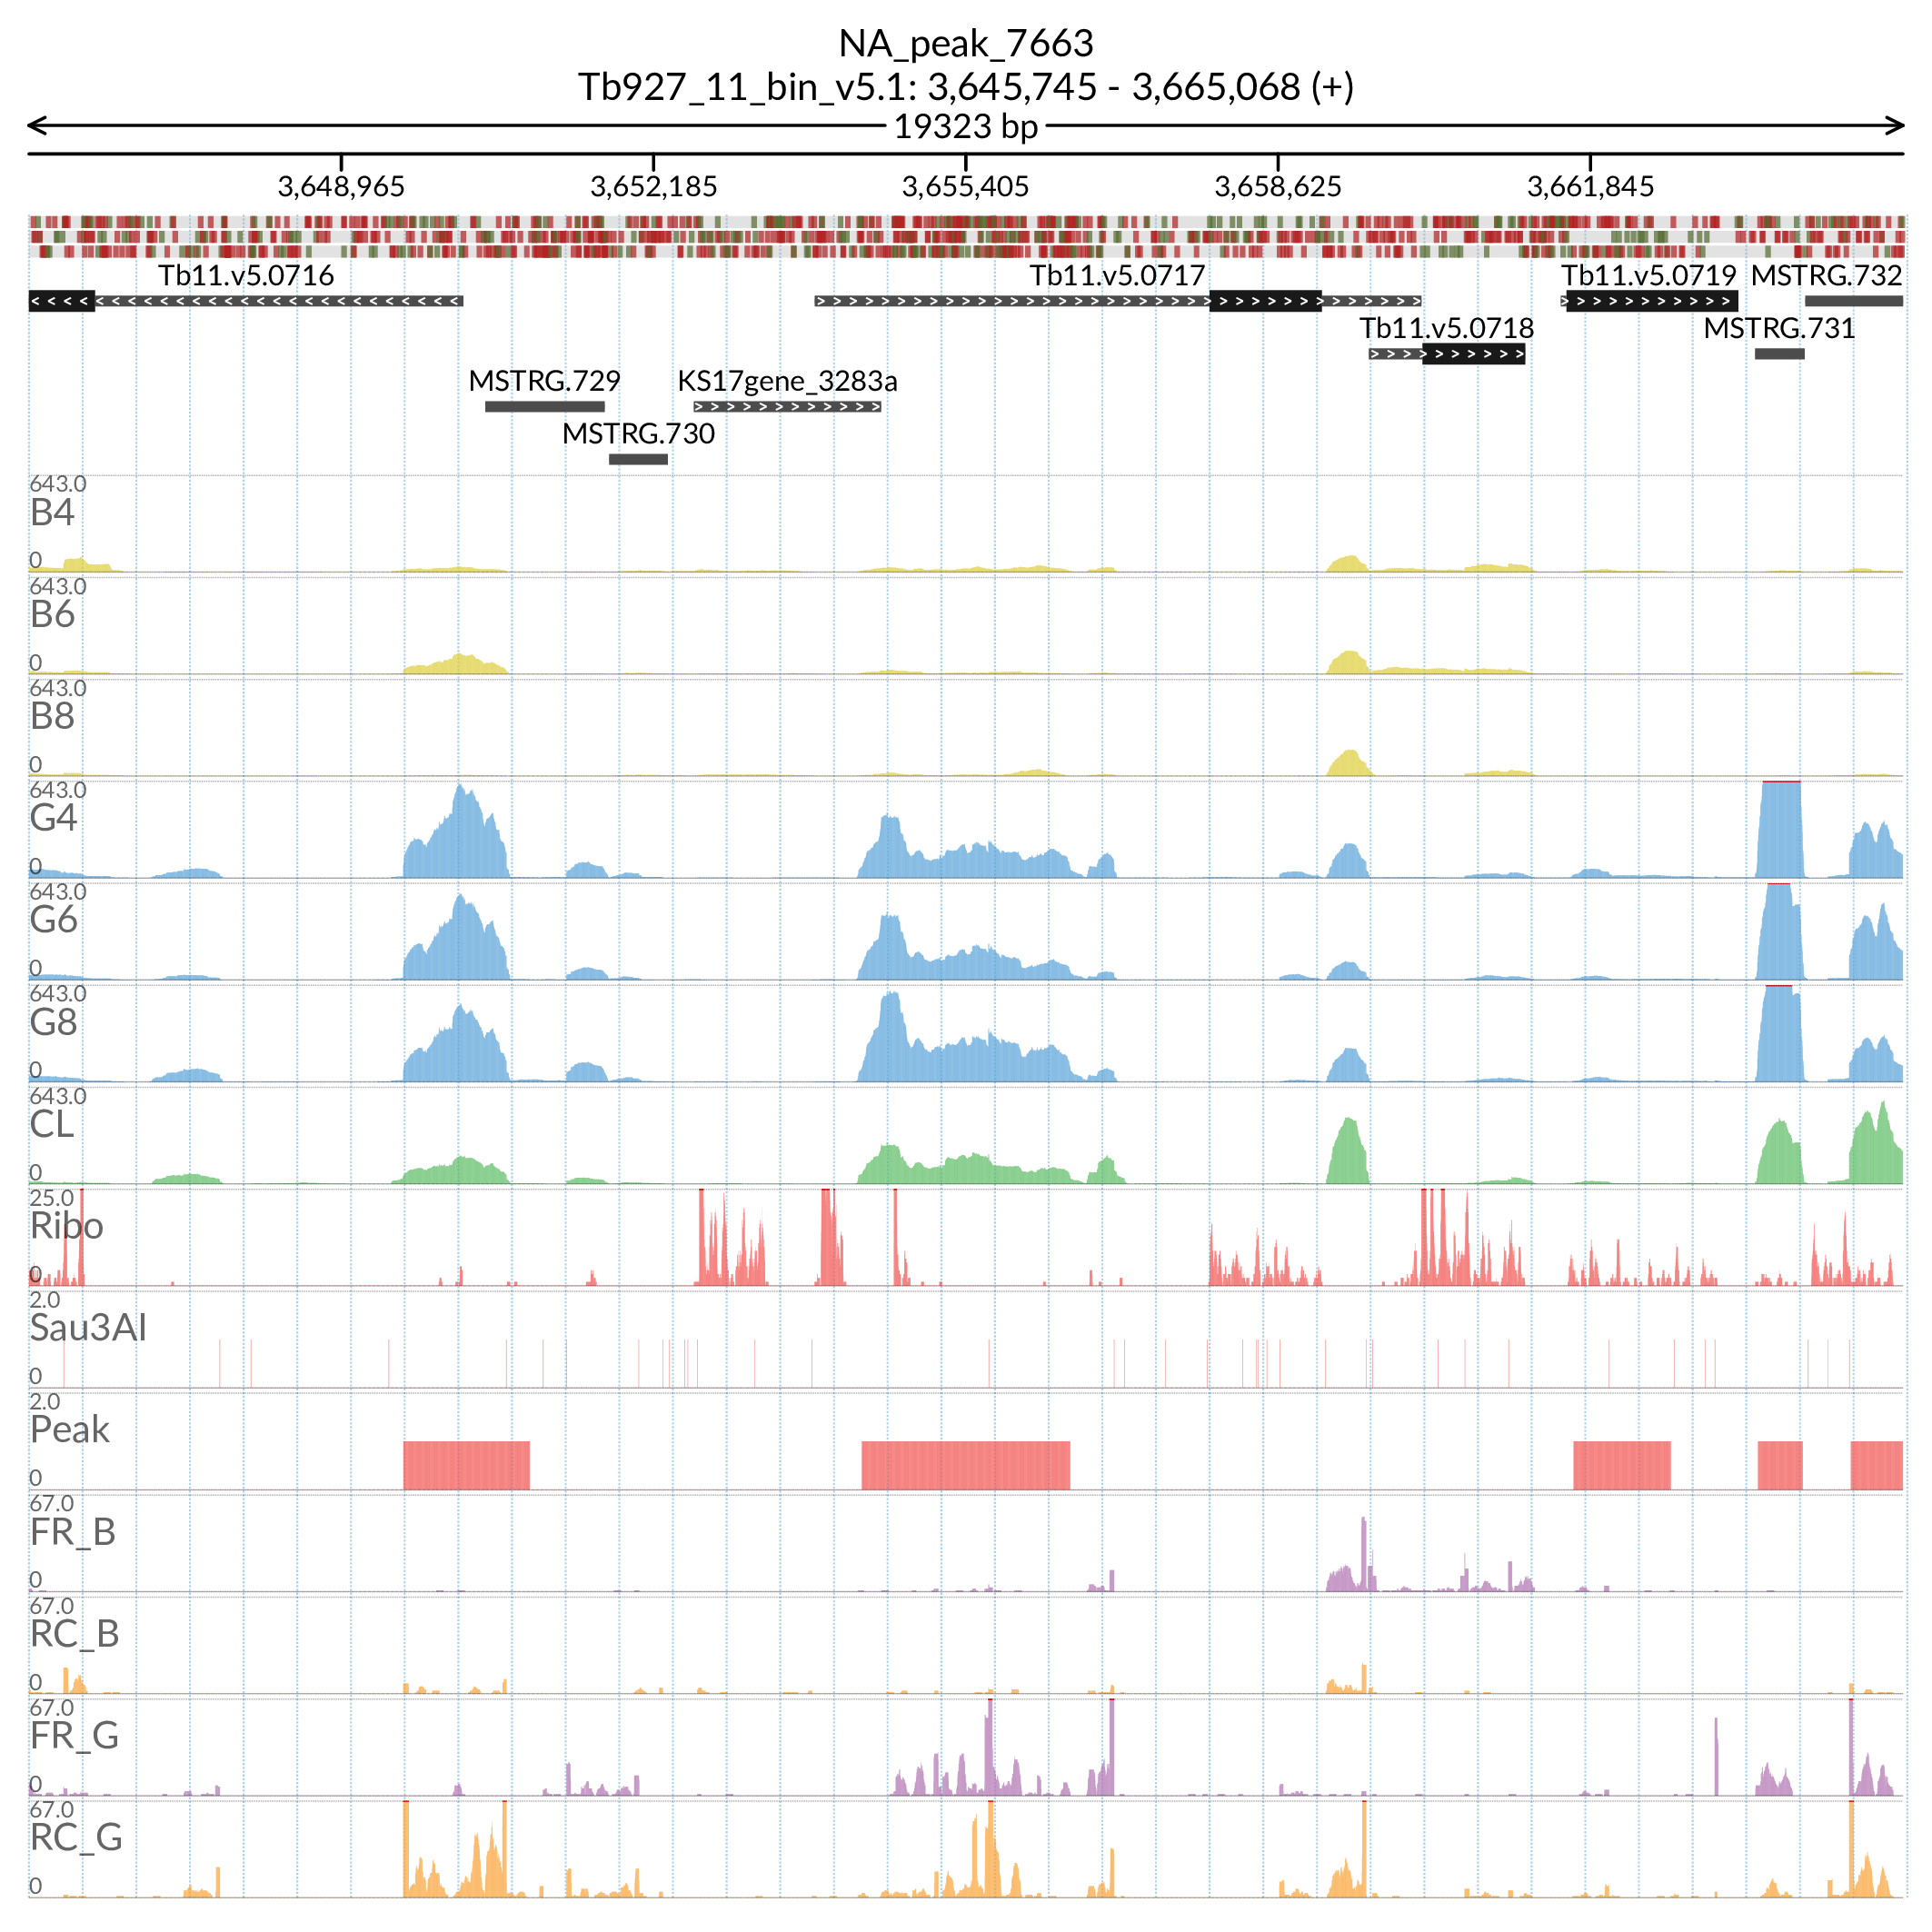 NA_peak_7663
Tb927_11_bin_v5.1: 3,645,745 - 3,665,068 (+)
19323 bp
3,648,965 3,652,185 3,655,405 3,658,625 3,661,845
Tb11.v5.0716 Tb11.v5.0717 Tb11.v5.0719 MSTRG.732
Tb11.v5.0718 MSTRG.731
MSTRG.729 KS17gene_3283a
MSTRG.730
643.0
B4
0
643.0
B6
0
643.0
B8
0
643.0
G4
0
643.0
G6
0
643.0
G8
0
643.0
CL
0
25.0
Ribo
0
2.0
Sau3AI
0
2.0
Peak
0
67.0
FR_B
0
67.0
RC_B
0
67.0
FR_G
0
67.0
RC_G
0